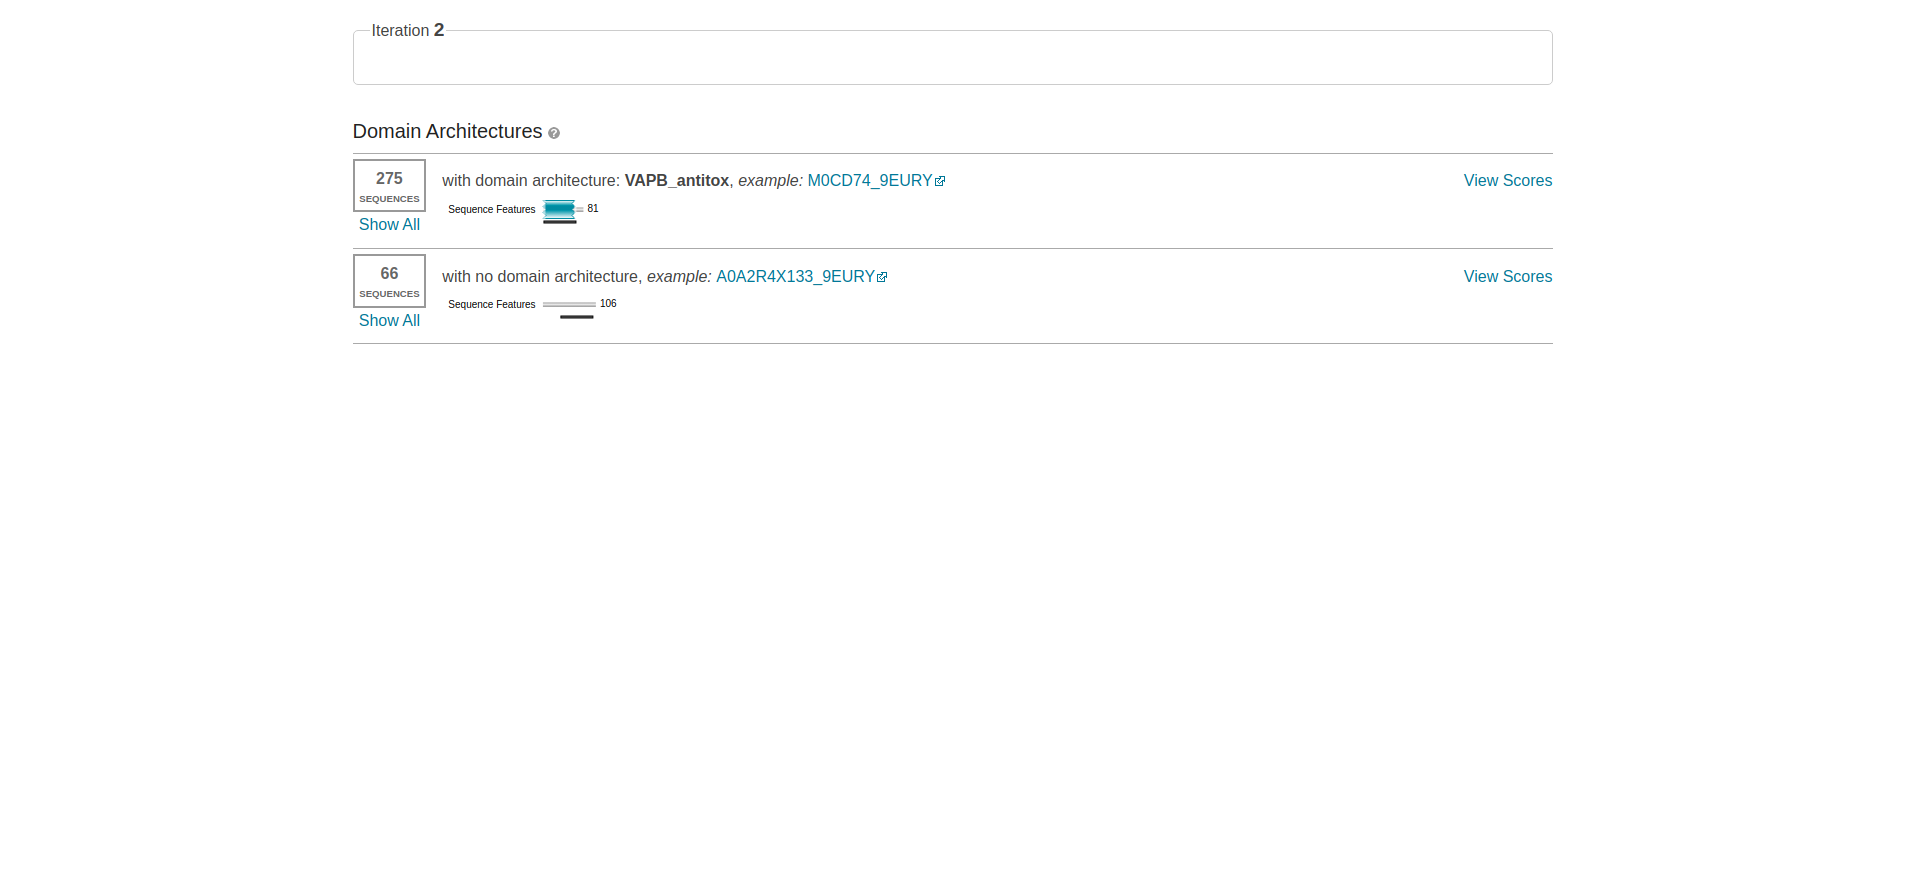 Iteration 2
Domain Architectures ?
275
SEQUENCES
Show All
with domain architecture: VAPB_antitox, example: M0CD74_9EURY
View Scores
Sequence Features 81
66
SEQUENCES
Show All
with no domain architecture, example: A0A2R4X133_9EURY
View Scores
Sequence Features 106